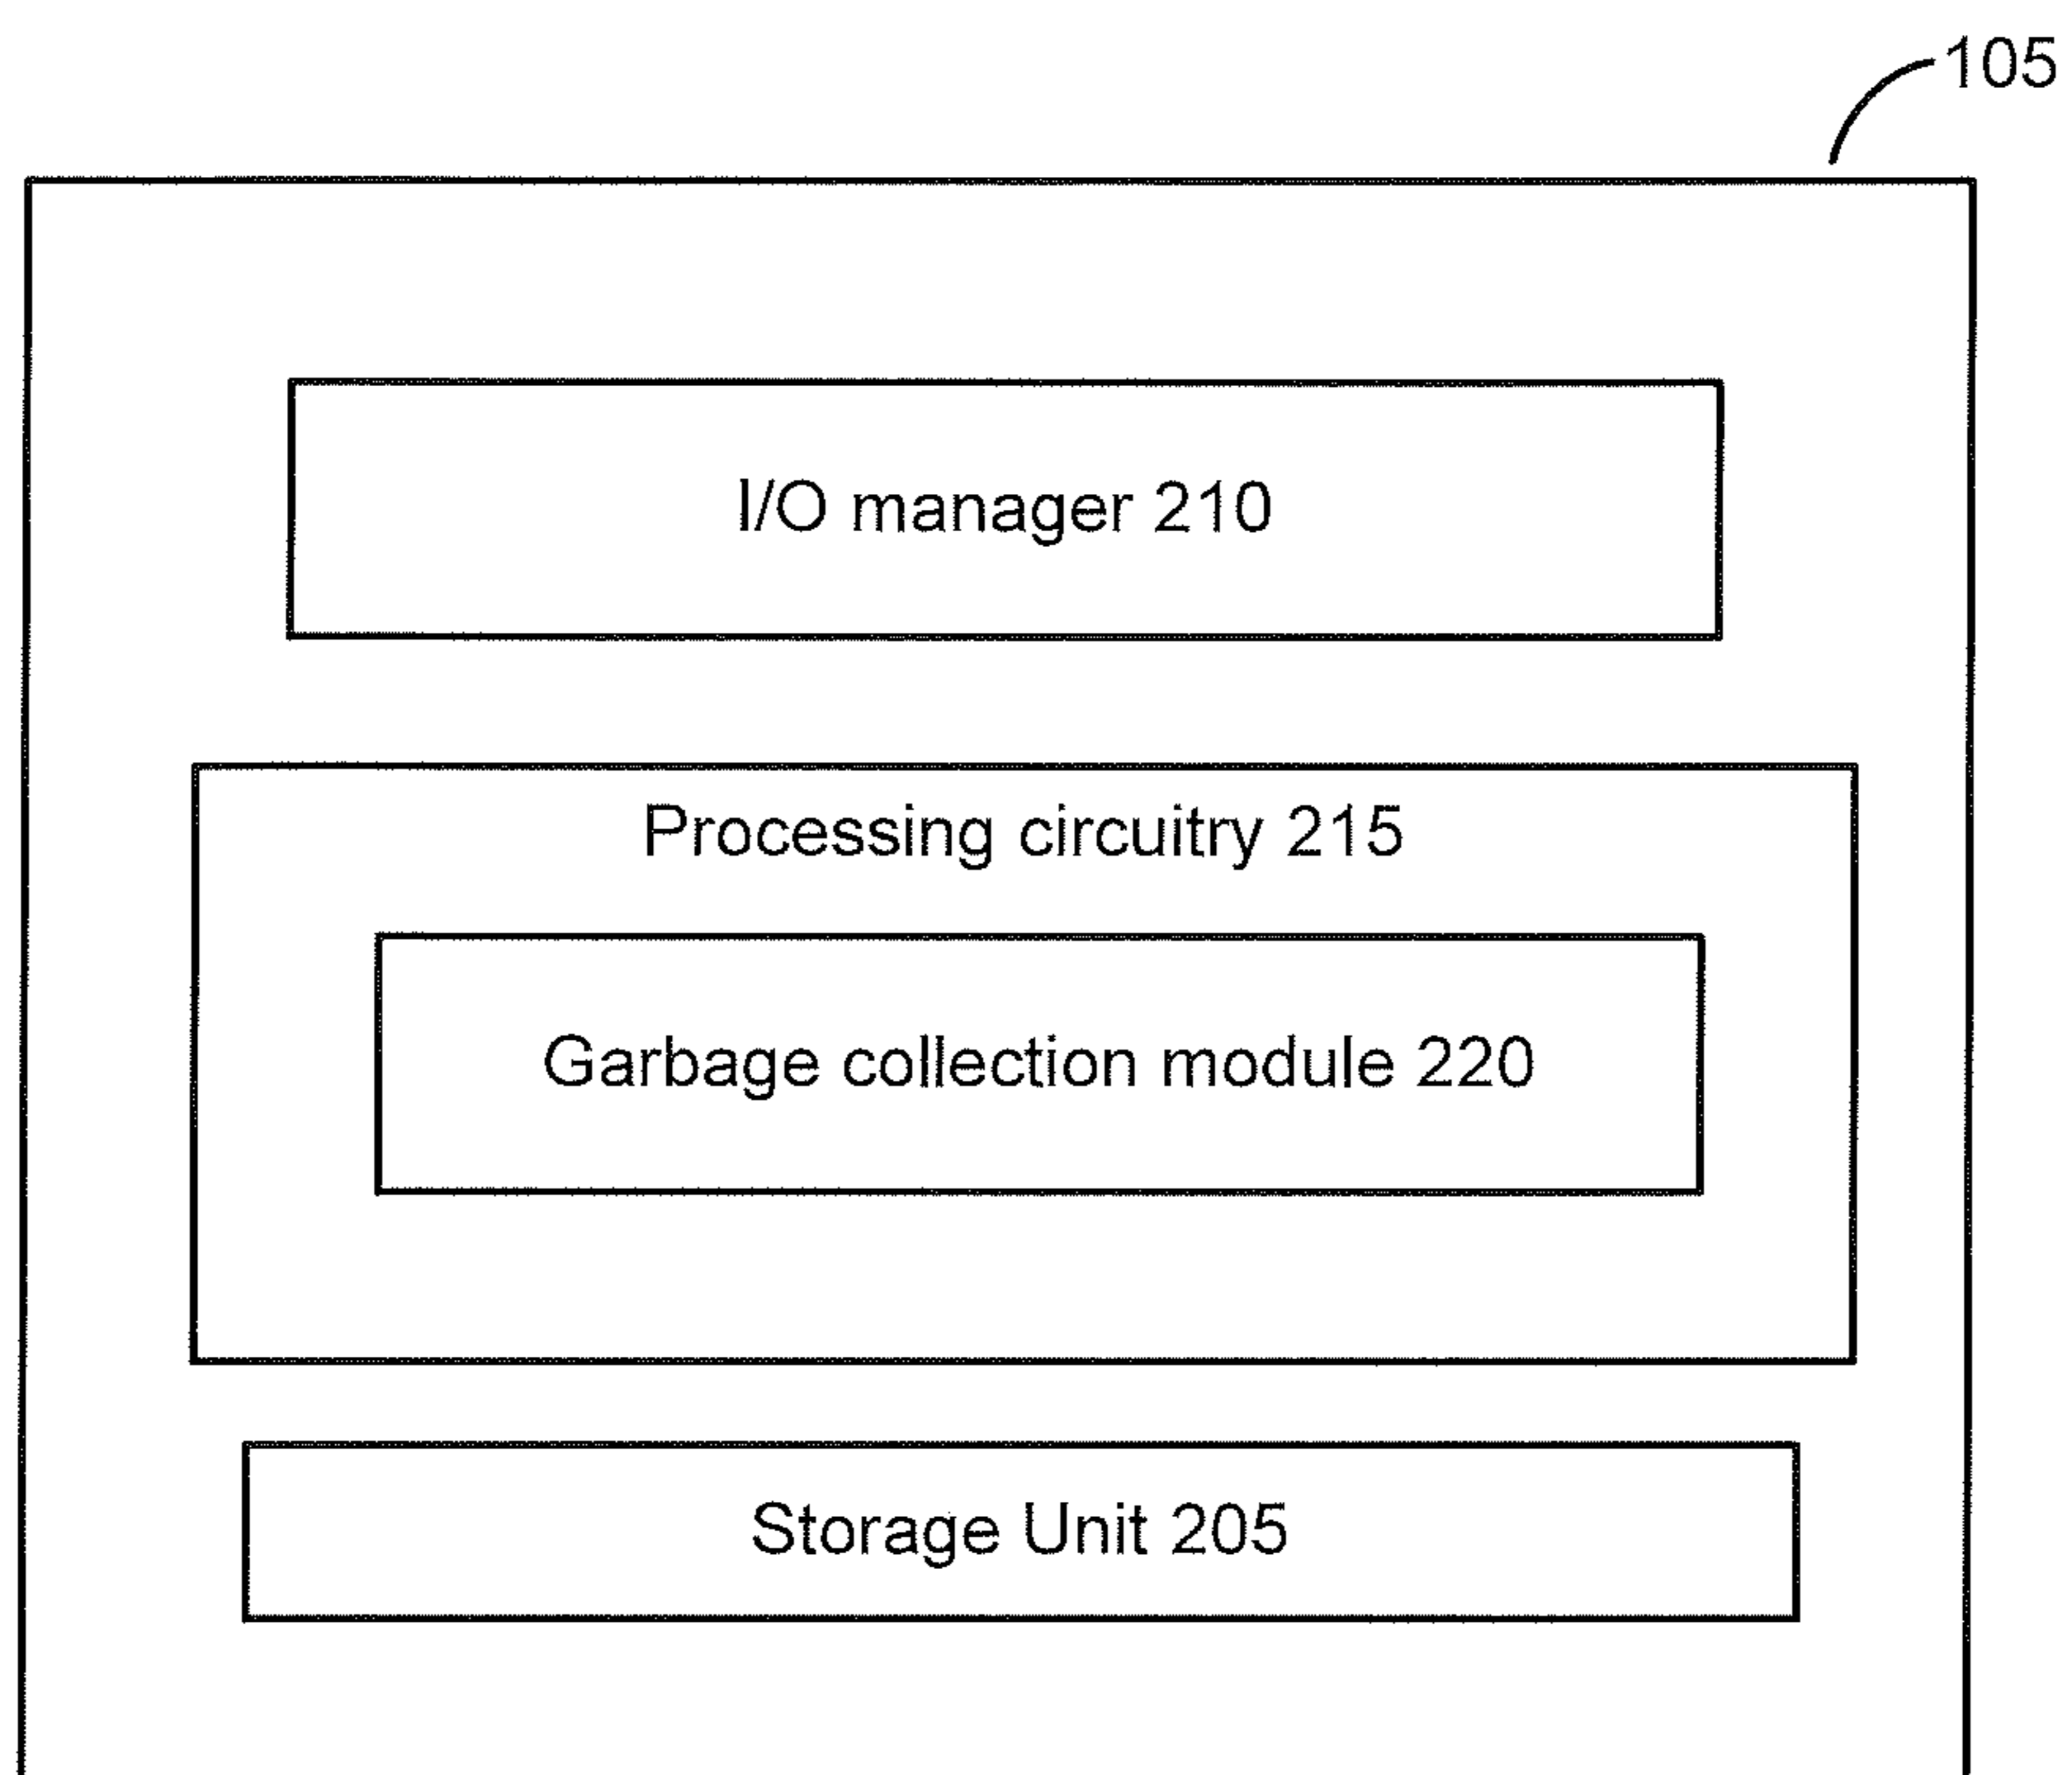 105
I/O manager 210
Processing circuitry 215
Garbage collection module 220
Storage Unit 205